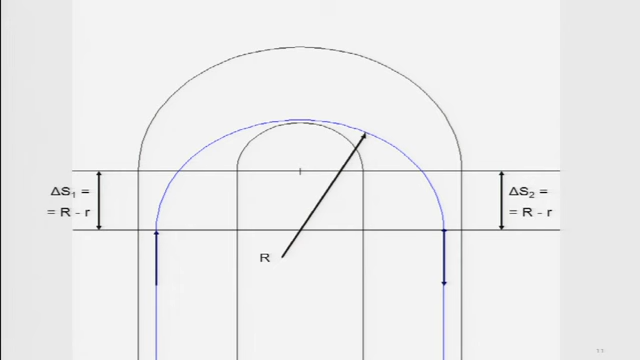 ΔS₁ =
= R - r
ΔS₂ =
= R - r
R